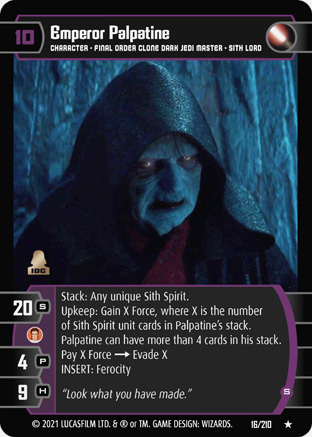 10 Emperor Palpatine
CHARACTER - FINAL ORDER CLONE DARK JEDI MASTER - SITH LORD
IDC
20 S
Stack: Any unique Sith Spirit.
Upkeep: Gain X Force, where X is the number
of Sith Spirit unit cards in Palpatine's stack.
Palpatine can have more than 4 cards in his stack.
4 P
Pay X Force → Evade X
INSERT: Ferocity
9 H
"Look what you have made."
S
© 2021 LUCASFILM LTD. & ® or TM. GAME DESIGN: WIZARDS. 16/210 ★